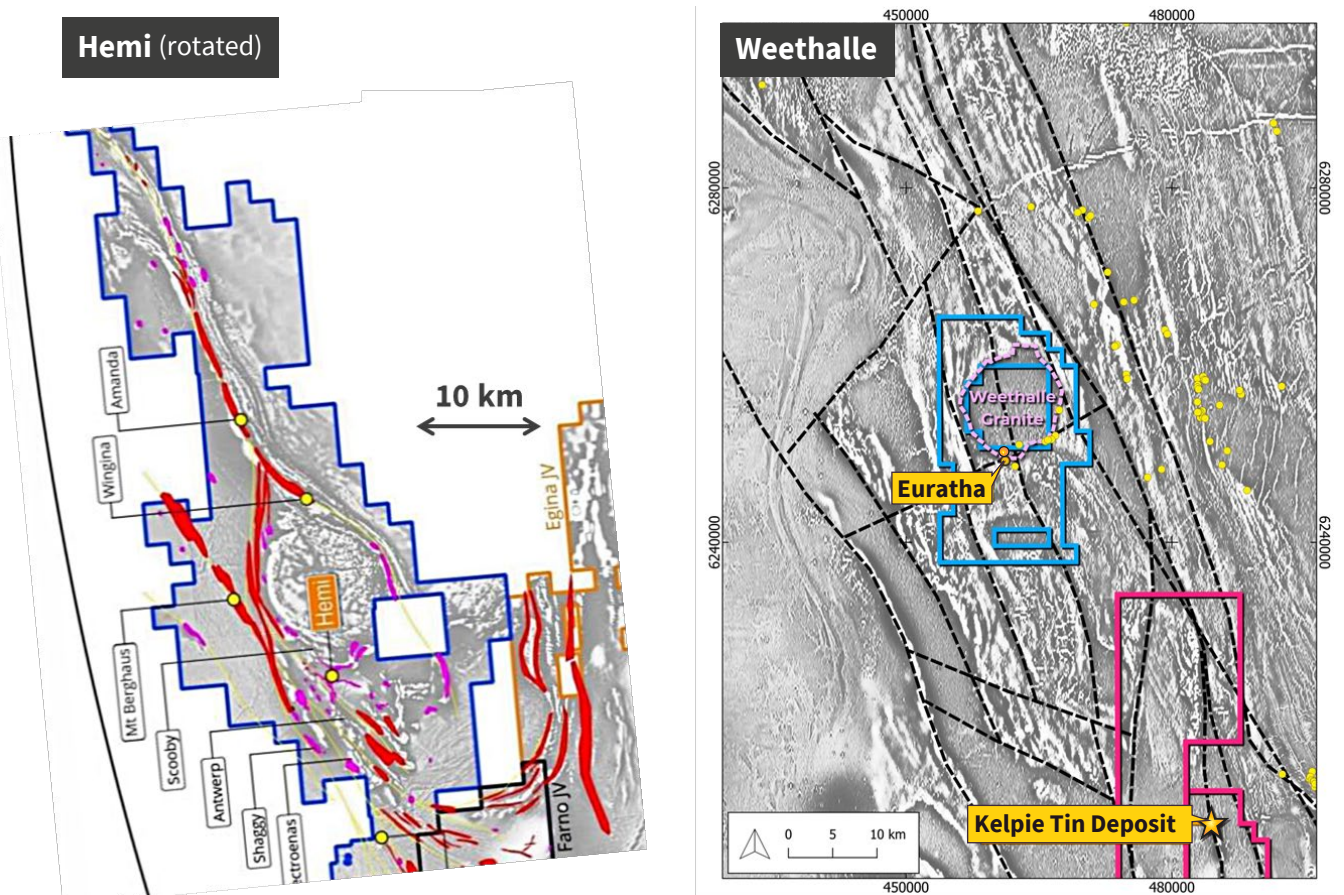 Hemi (rotated)
Amanda
Wingina
10 km
Egina JV
Hemi
Mt Berghaus
Scooby
Antwerp
Shaggy
ectroenas
Farno JV
Weethalle
450000
480000
6280000
6280000
Weethalle
Granite
Euratha
6240000
6240000
Kelpie Tin Deposit
0 5 10 km
450000
480000